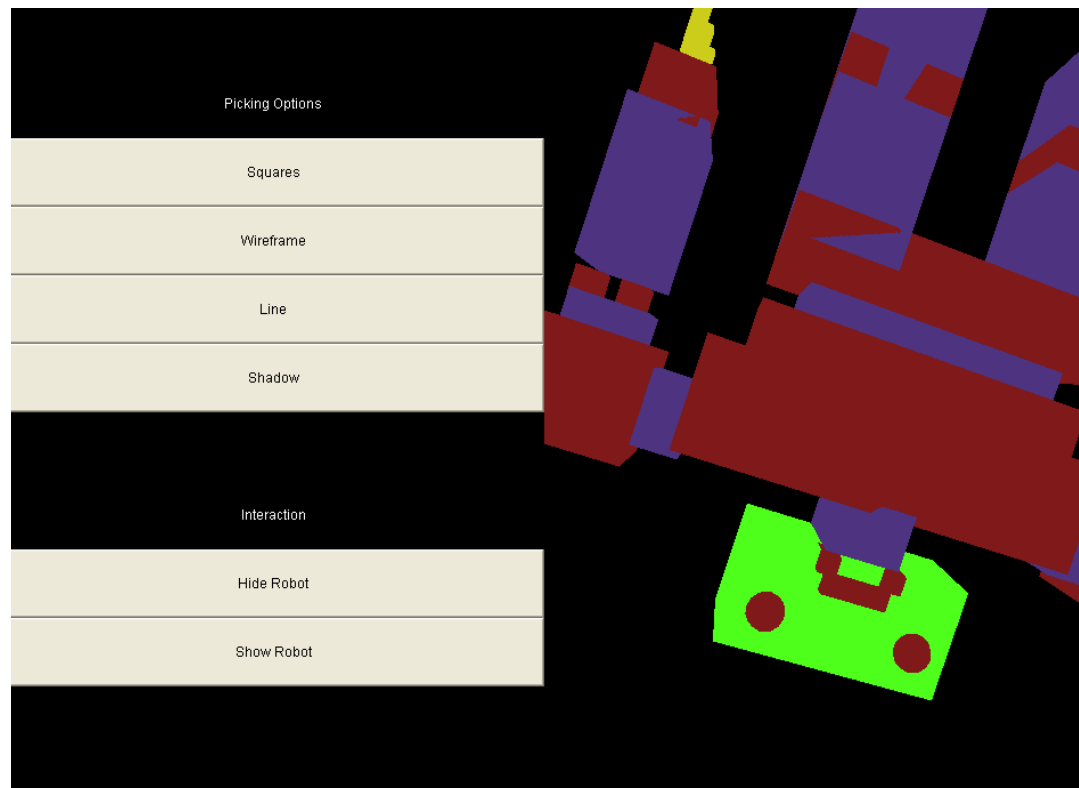 Picking Options
Squares
Wireframe
Line
Shadow
Interaction
Hide Robot
Show Robot